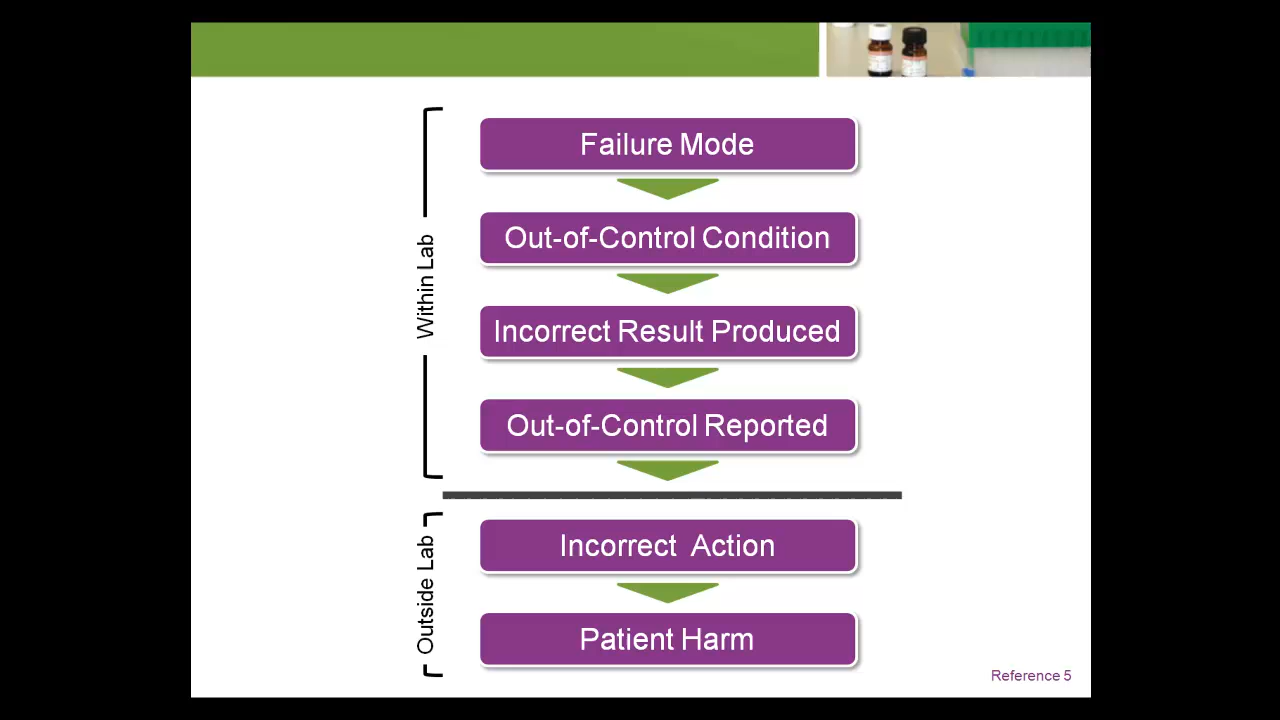 Failure Mode
Out-of-Control Condition
Incorrect Result Produced
Out-of-Control Reported
Within Lab
Incorrect Action
Patient Harm
Outside Lab
Reference 5